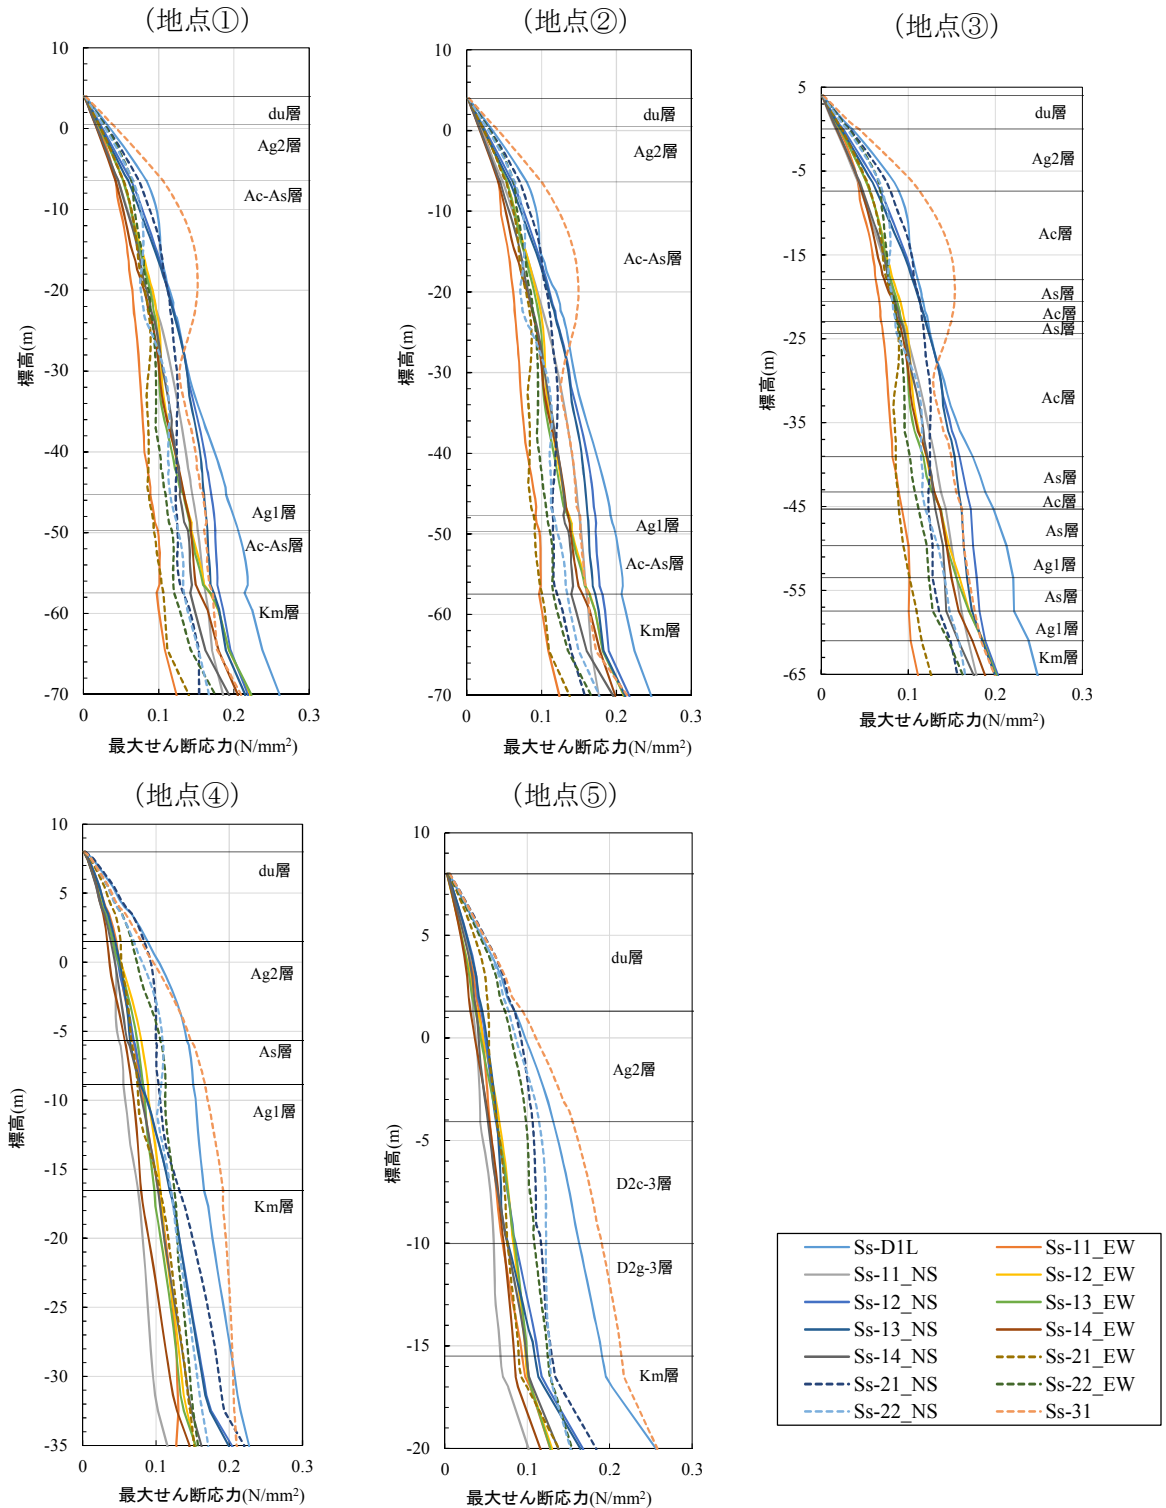 (地点①)
10
0
-10
-20
-30
-40
-50
-60
-70
標高(m)
du層
Ag2層
Ac-As層
Ag1層
Ac-As層
Km層
0
0.1
0.2
0.3
最大せん断応力(N/mm²)
(地点②)
10
0
-10
-20
-30
-40
-50
-60
-70
標高(m)
du層
Ag2層
Ac-As層
Ag1層
Ac-As層
Km層
0
0.1
0.2
0.3
最大せん断応力(N/mm²)
(地点③)
5
-5
-15
-25
-35
-45
-55
-65
標高(m)
du層
Ag2層
Ac層
As層
Ac層
As層
Ac層
As層
Ac層
As層
Ag1層
As層
Ag1層
Km層
0
0.1
0.2
0.3
最大せん断応力(N/mm²)
(地点④)
10
5
0
-5
-10
-15
-20
-25
-30
-35
標高(m)
du層
Ag2層
As層
Ag1層
Km層
0
0.1
0.2
0.3
最大せん断応力(N/mm²)
(地点⑤)
10
5
0
-5
-10
-15
-20
標高(m)
du層
Ag2層
D2c-3層
D2g-3層
Km層
0
0.1
0.2
0.3
最大せん断応力(N/mm²)
Ss-D1L
Ss-11_EW
Ss-11_NS
Ss-12_EW
Ss-12_NS
Ss-13_EW
Ss-13_NS
Ss-14_EW
Ss-14_NS
Ss-21_EW
Ss-21_NS
Ss-22_EW
Ss-22_NS
Ss-31